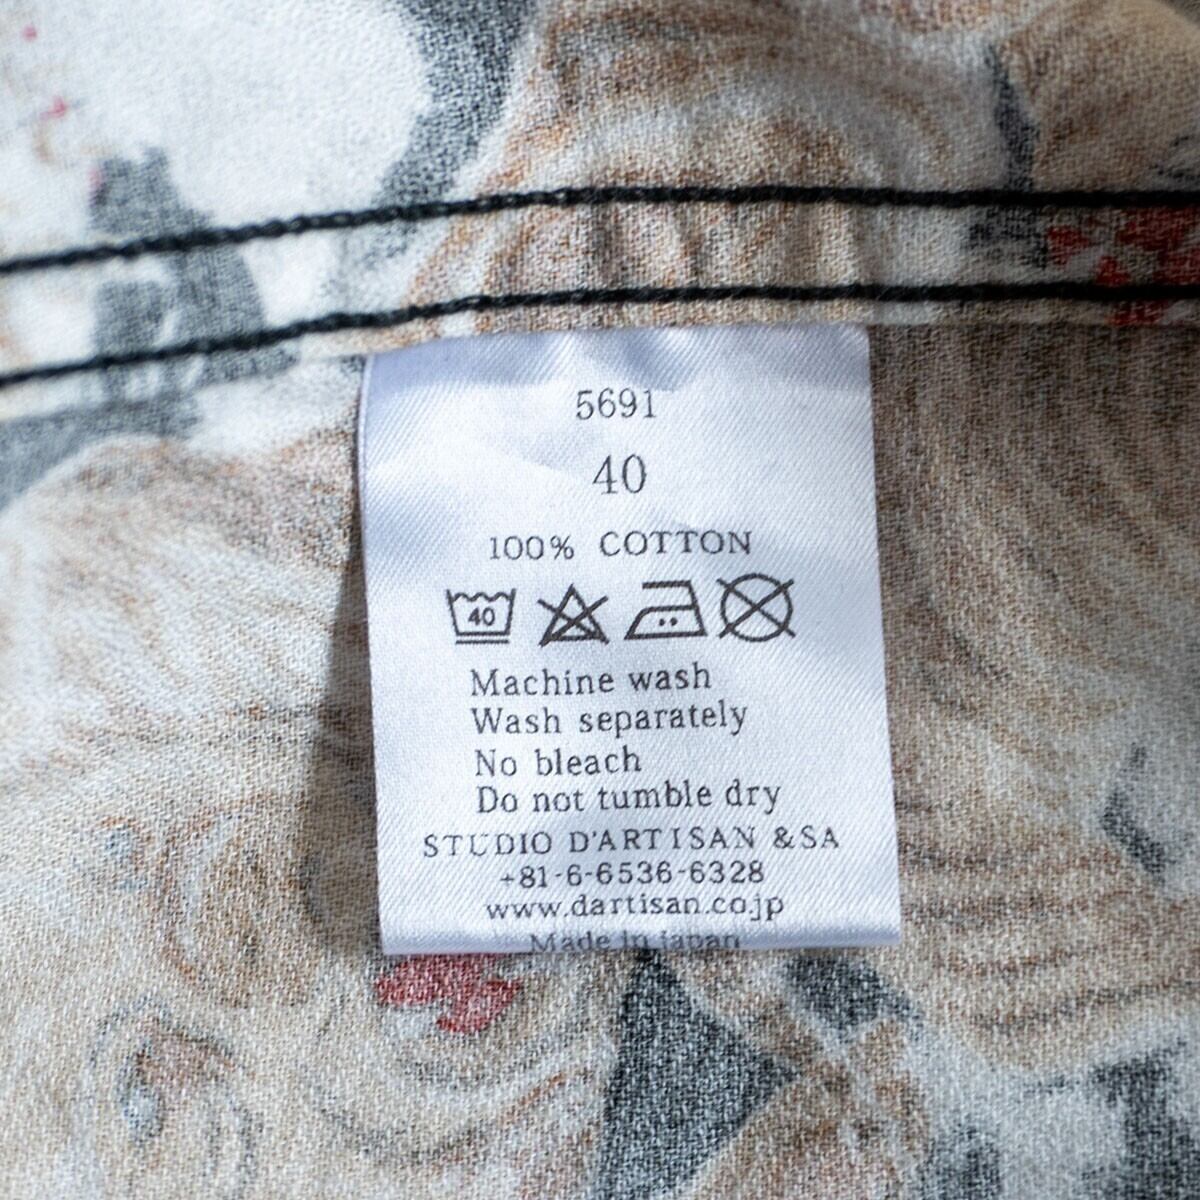 5691
40
100% COTTON
40
Machine wash
Wash separately
No bleach
Do not tumble dry
STUDIO D'ARTISAN &SA
+81-6-6536-6328
www.dartisan.co.jp
Made in japan